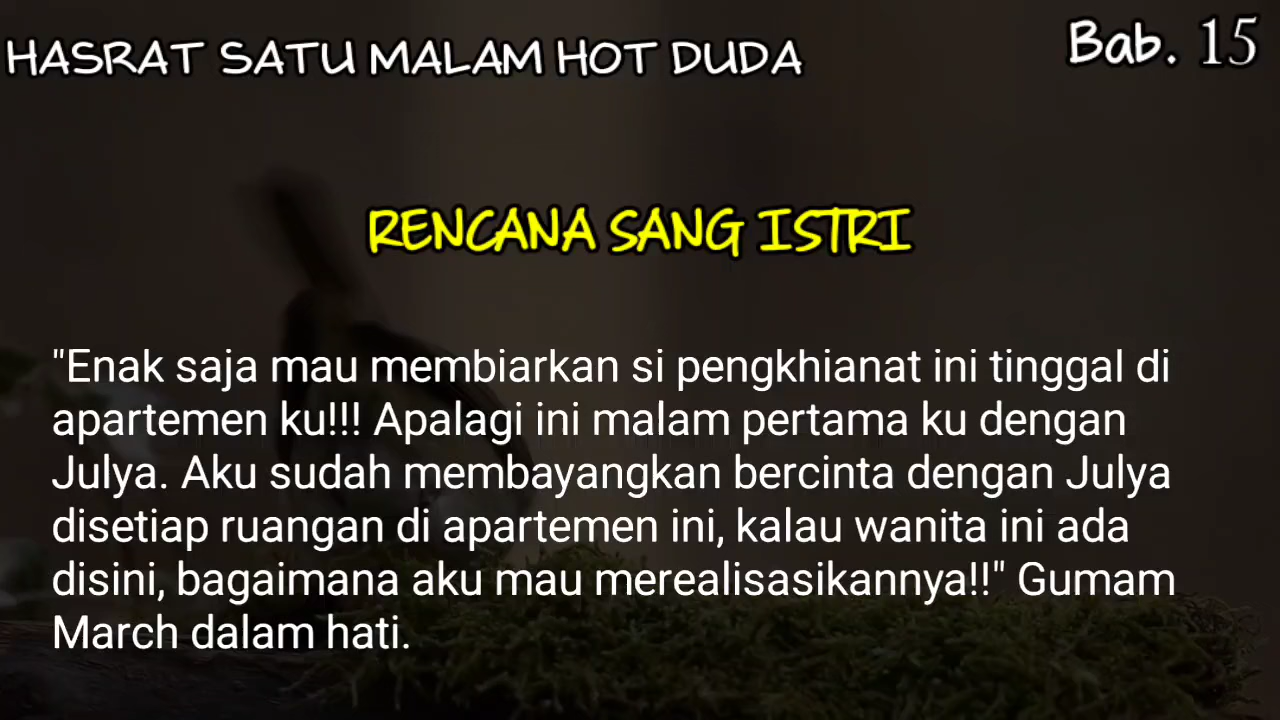 HASRAT SATU MALAM HOT DUDA
Bab. 15
RENCANA SANG ISTRI
"Enak saja mau membiarkan si pengkhianat ini tinggal di
apartemen ku!!! Apalagi ini malam pertama ku dengan
Julya. Aku sudah membayangkan bercinta dengan Julya
disetiap ruangan di apartemen ini, kalau wanita ini ada
disini, bagaimana aku mau merealisasikannya!!" Gumam
March dalam hati.